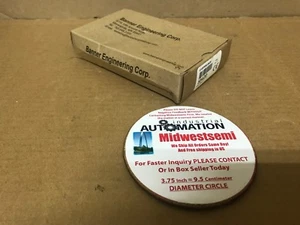 Banner Engineering Corp.
Banner Engineering Corp.
industrial
AUTOMATION
Midwestsemi
We Ship All Orders Same Day!
And Free shipping in US
For Faster Inquiry PLEASE CONTACT
Or In Box Seller Today
3.75 Inch = 9.5 Centimeter
DIAMETER CIRCLE